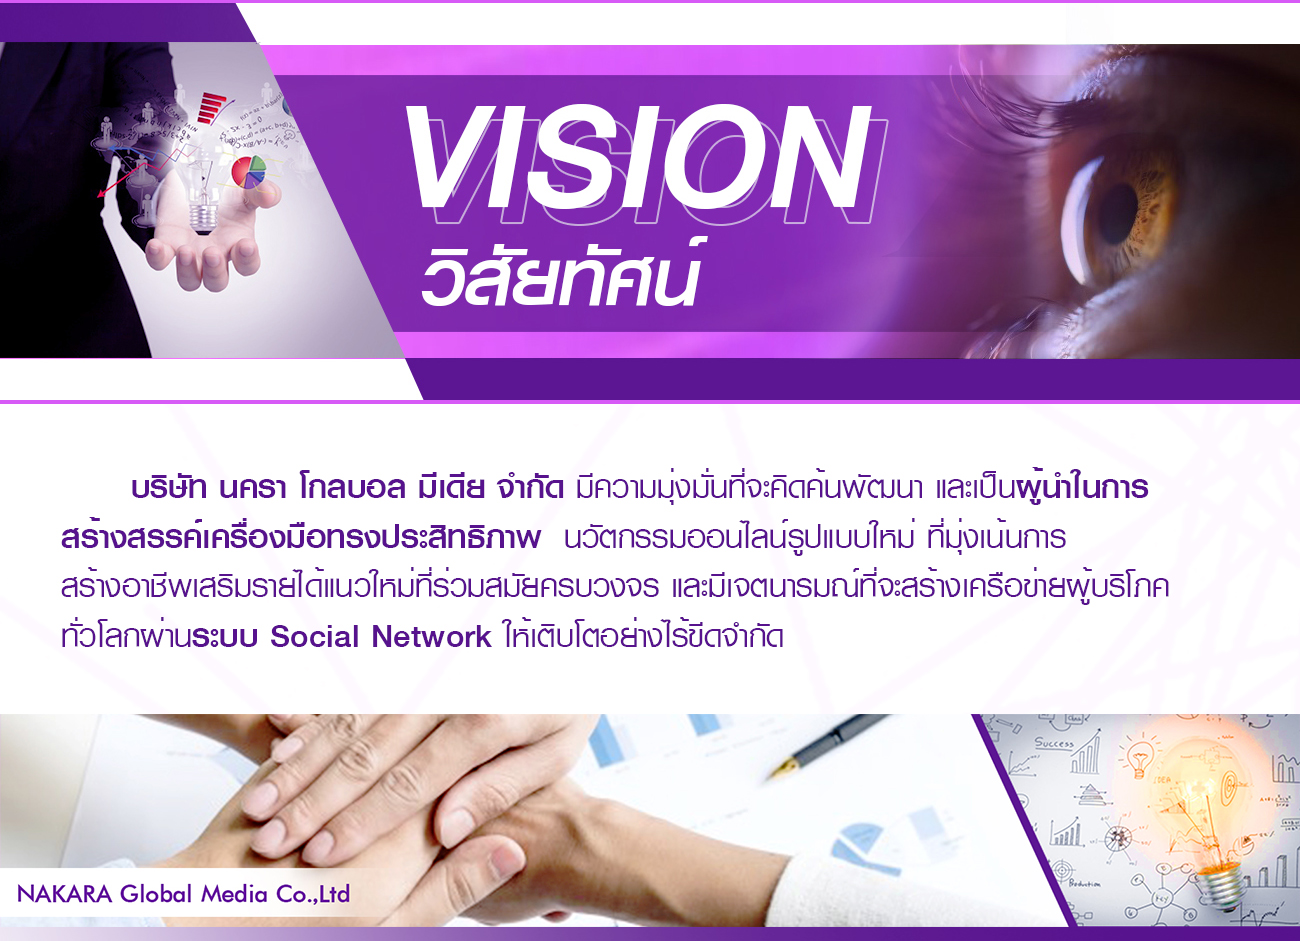 VISION
วิสัยทัศน์
บริษัท นครา โกลบอล มีเดีย จำกัด มีความมุ่งมั่นที่จะคิดค้นพัฒนา และเป็นผู้นำในการ
สร้างสรรค์เครื่องมือทรงประสิทธิภาพ นวัตกรรมออนไลน์รูปแบบใหม่ ที่มุ่งเน้นการ
สร้างอาชีพเสริมรายได้แนวใหม่ที่ร่วมสมัยครบวงจร และมีเจตนารมณ์ที่จะสร้างเครือข่ายผู้บริโภค
ทั่วโลกผ่านระบบ Social Network ให้เติบโตอย่างไร้ขีดจำกัด
Success
IDEA
NAKARA Global Media Co.,Ltd